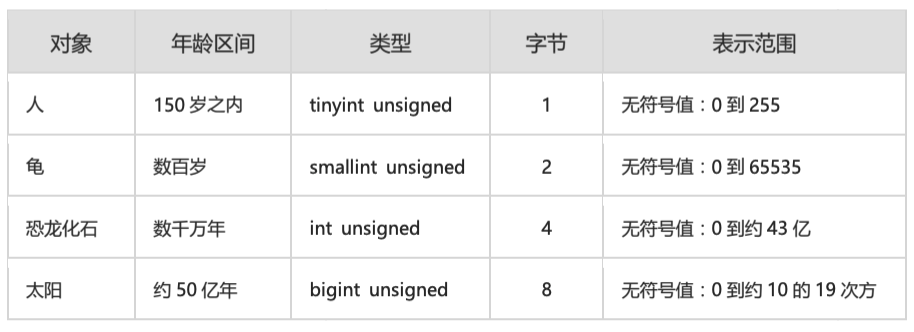 对象 年龄区间 类型 字节 表示范围
人 150 岁之内 tinyint unsigned 1 无符号值：0 到 255
龟 数百岁 smallint unsigned 2 无符号值：0 到 65535
恐龙化石 数千万年 int unsigned 4 无符号值：0 到约 43 亿
太阳 约 50 亿年 bigint unsigned 8 无符号值：0 到约 10 的 19 次方